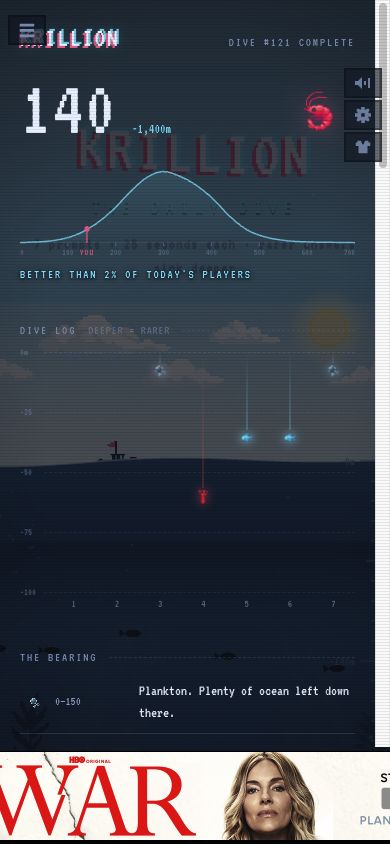 KRILLION
DIVE #121 COMPLETE
140 -1,400m
KRILLION
THE DAILY DIVE
0 100 YOU 200 300 400 500 600 700
BETTER THAN 2% OF TODAY'S PLAYERS
DIVE LOG DEEPER = RARER
0m
-25
-50
-75
-100
1 2 3 4 5 6 7
THE BEARING
0-150
Plankton. Plenty of ocean left down
there.
HBO ORIGINAL
WAR
ST
PLAN